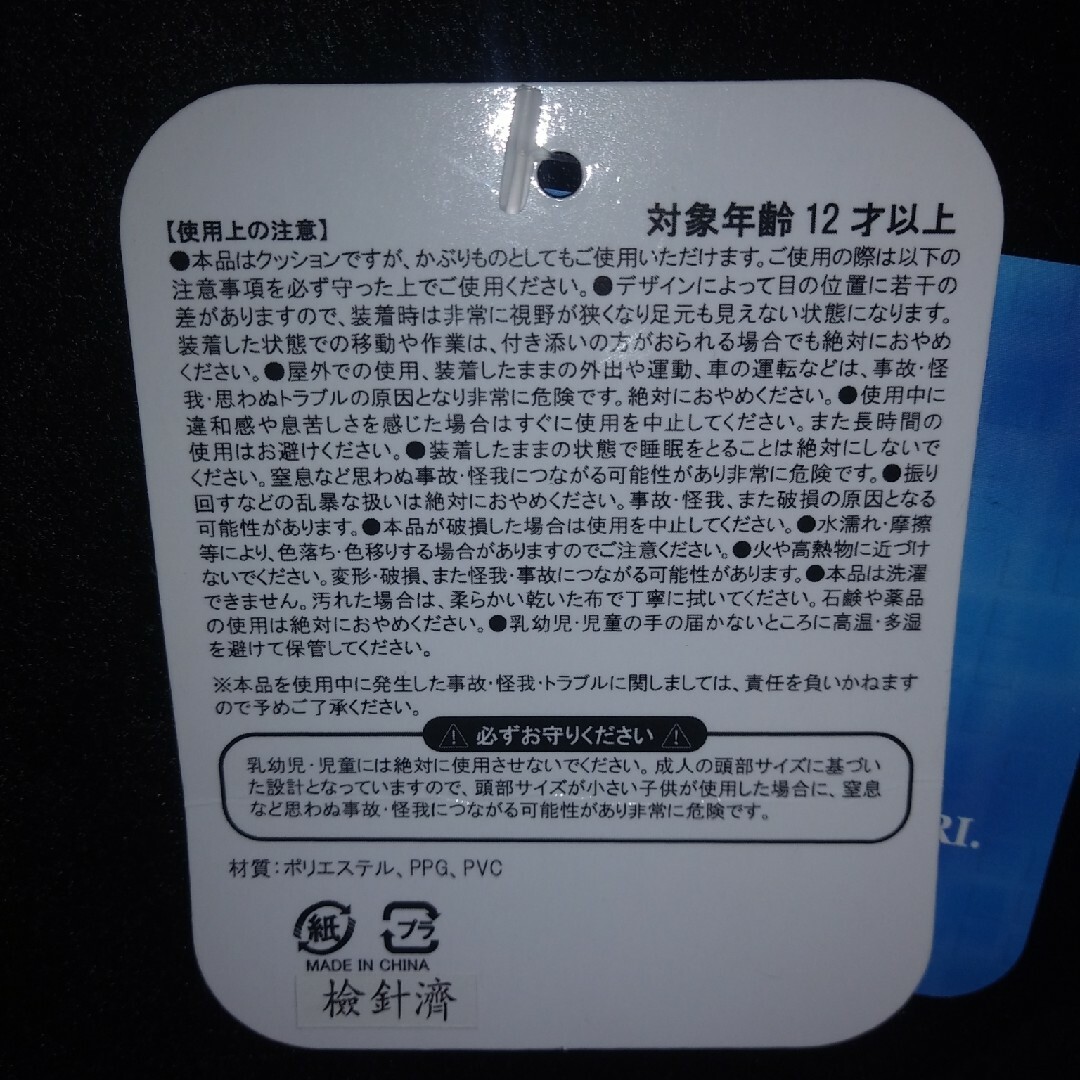 対象年齢 12 才以上
【使用上の注意】
●本品はクッションですが、かぶりものとしてもご使用いただけます。ご使用の際は以下の
注意事項を必ず守った上でご使用ください。●デザインによって目の位置に若干の
差がありますので、装着時は非常に視野が狭くなり足元も見えない状態になります。
装着した状態での移動や作業は、付き添いの方がおられる場合でも絶対におやめ
ください。●屋外での使用、装着したままの外出や運動、車の運転などは、事故・怪
我・思わぬトラブルの原因となり非常に危険です。絶対におやめください。●使用中に
違和感や息苦しさを感じた場合はすぐに使用を中止してください。また長時間の
使用はお避けください。●装着したままの状態で睡眠をとることは絶対にしないで
ください。窒息など思わぬ事故・怪我につながる可能性があり非常に危険です。●振り
回すなどの乱暴な扱いは絶対におやめください。事故・怪我、また破損の原因となる
可能性があります。●本品が破損した場合は使用を中止してください。●水濡れ・摩擦
等により、色落ち・色移りする場合がありますのでご注意ください。●火や高熱物に近づけ
ないでください。変形・破損、また怪我・事故につながる可能性があります。●本品は洗濯
できません。汚れた場合は、柔らかい乾いた布で丁寧に拭いてください。石鹸や薬品
の使用は絶対におやめください。●乳幼児・児童の手の届かないところに高温・多湿
を避けて保管してください。
※本品を使用中に発生した事故・怪我・トラブルに関しましては、責任を負いかねます
ので予めご了承ください。
必ずお守りください
乳幼児・児童には絶対に使用させないでください。成人の頭部サイズに基づい
た設計となっていますので、頭部サイズが小さい子供が使用した場合に、窒息
など思わぬ事故・怪我につながる可能性があり非常に危険です。
材質：ポリエステル、PPG、PVC
紙 プラ
MADE IN CHINA
檢針濟
RI.